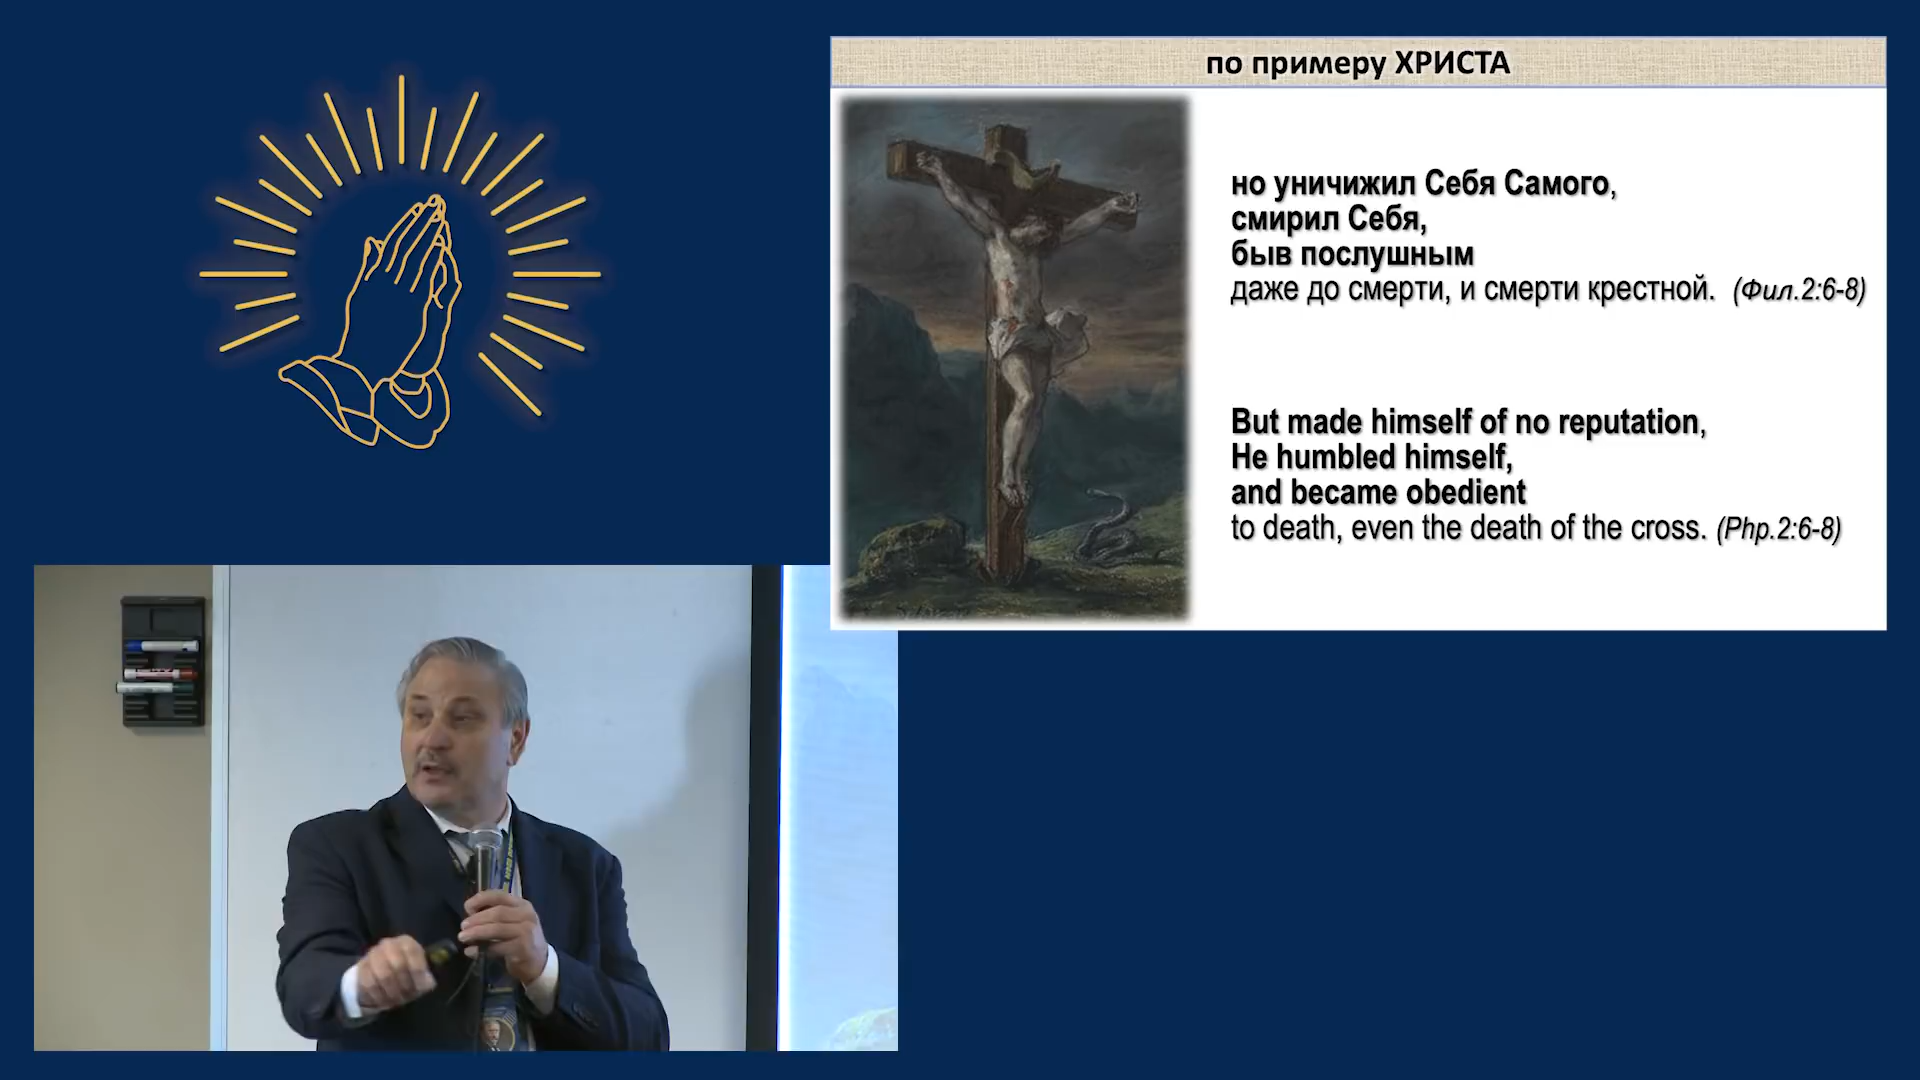 по примеру ХРИСТА
но уничижил Себя Самого,
смирил Себя,
быв послушным
даже до смерти, и смерти крестной. (Фил.2:6-8)
But made himself of no reputation,
He humbled himself,
and became obedient
to death, even the death of the cross. (Php.2:6-8)